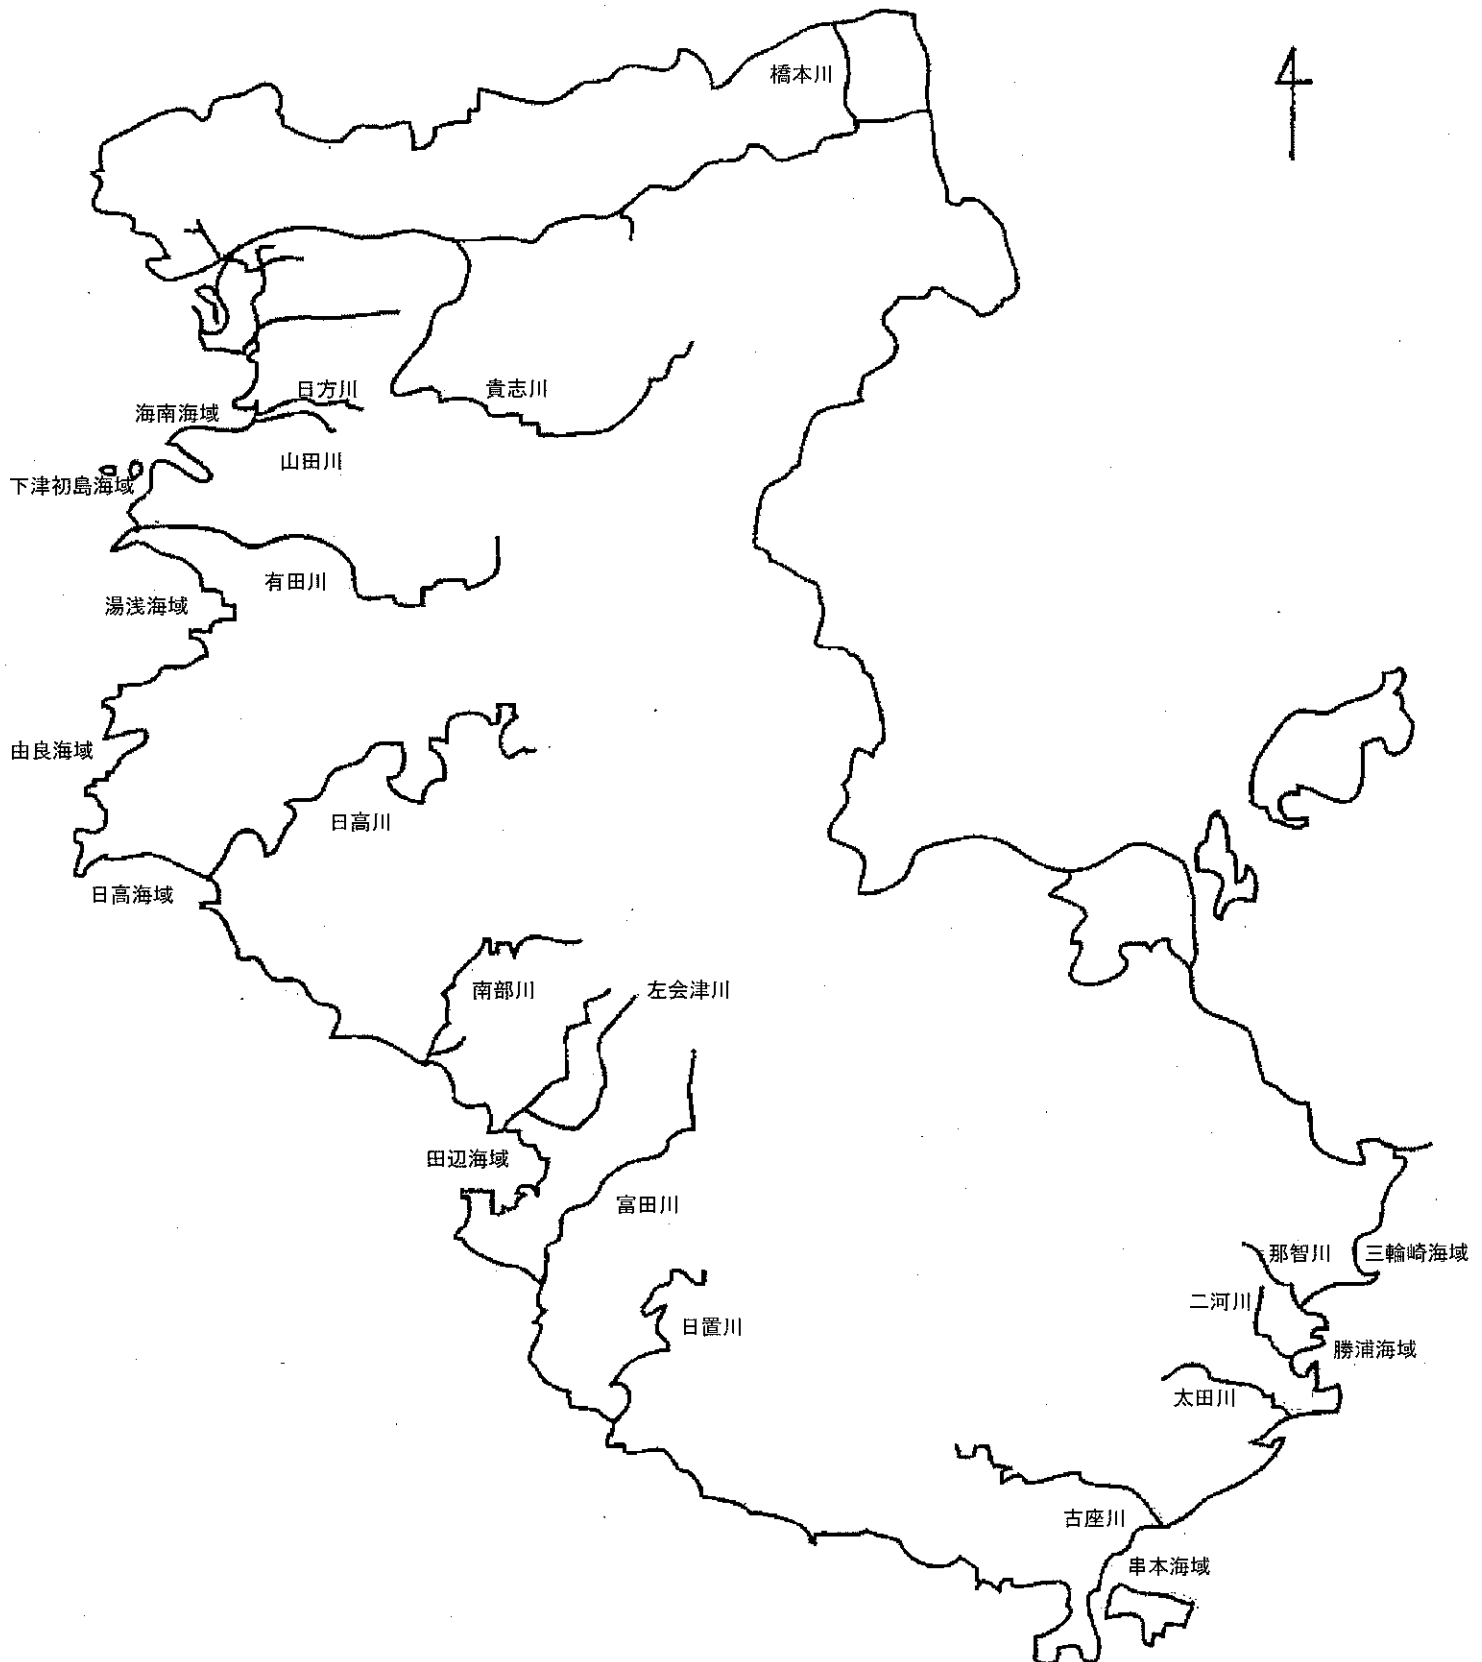 橋本川
日方川
貴志川
海南海域
山田川
下津初島海域
有田川
湯浅海域
由良海域
日高川
日高海域
南部川
左会津川
田辺海域
富田川
那智川
三輪崎海域
二河川
日置川
勝浦海域
太田川
古座川
串本海域